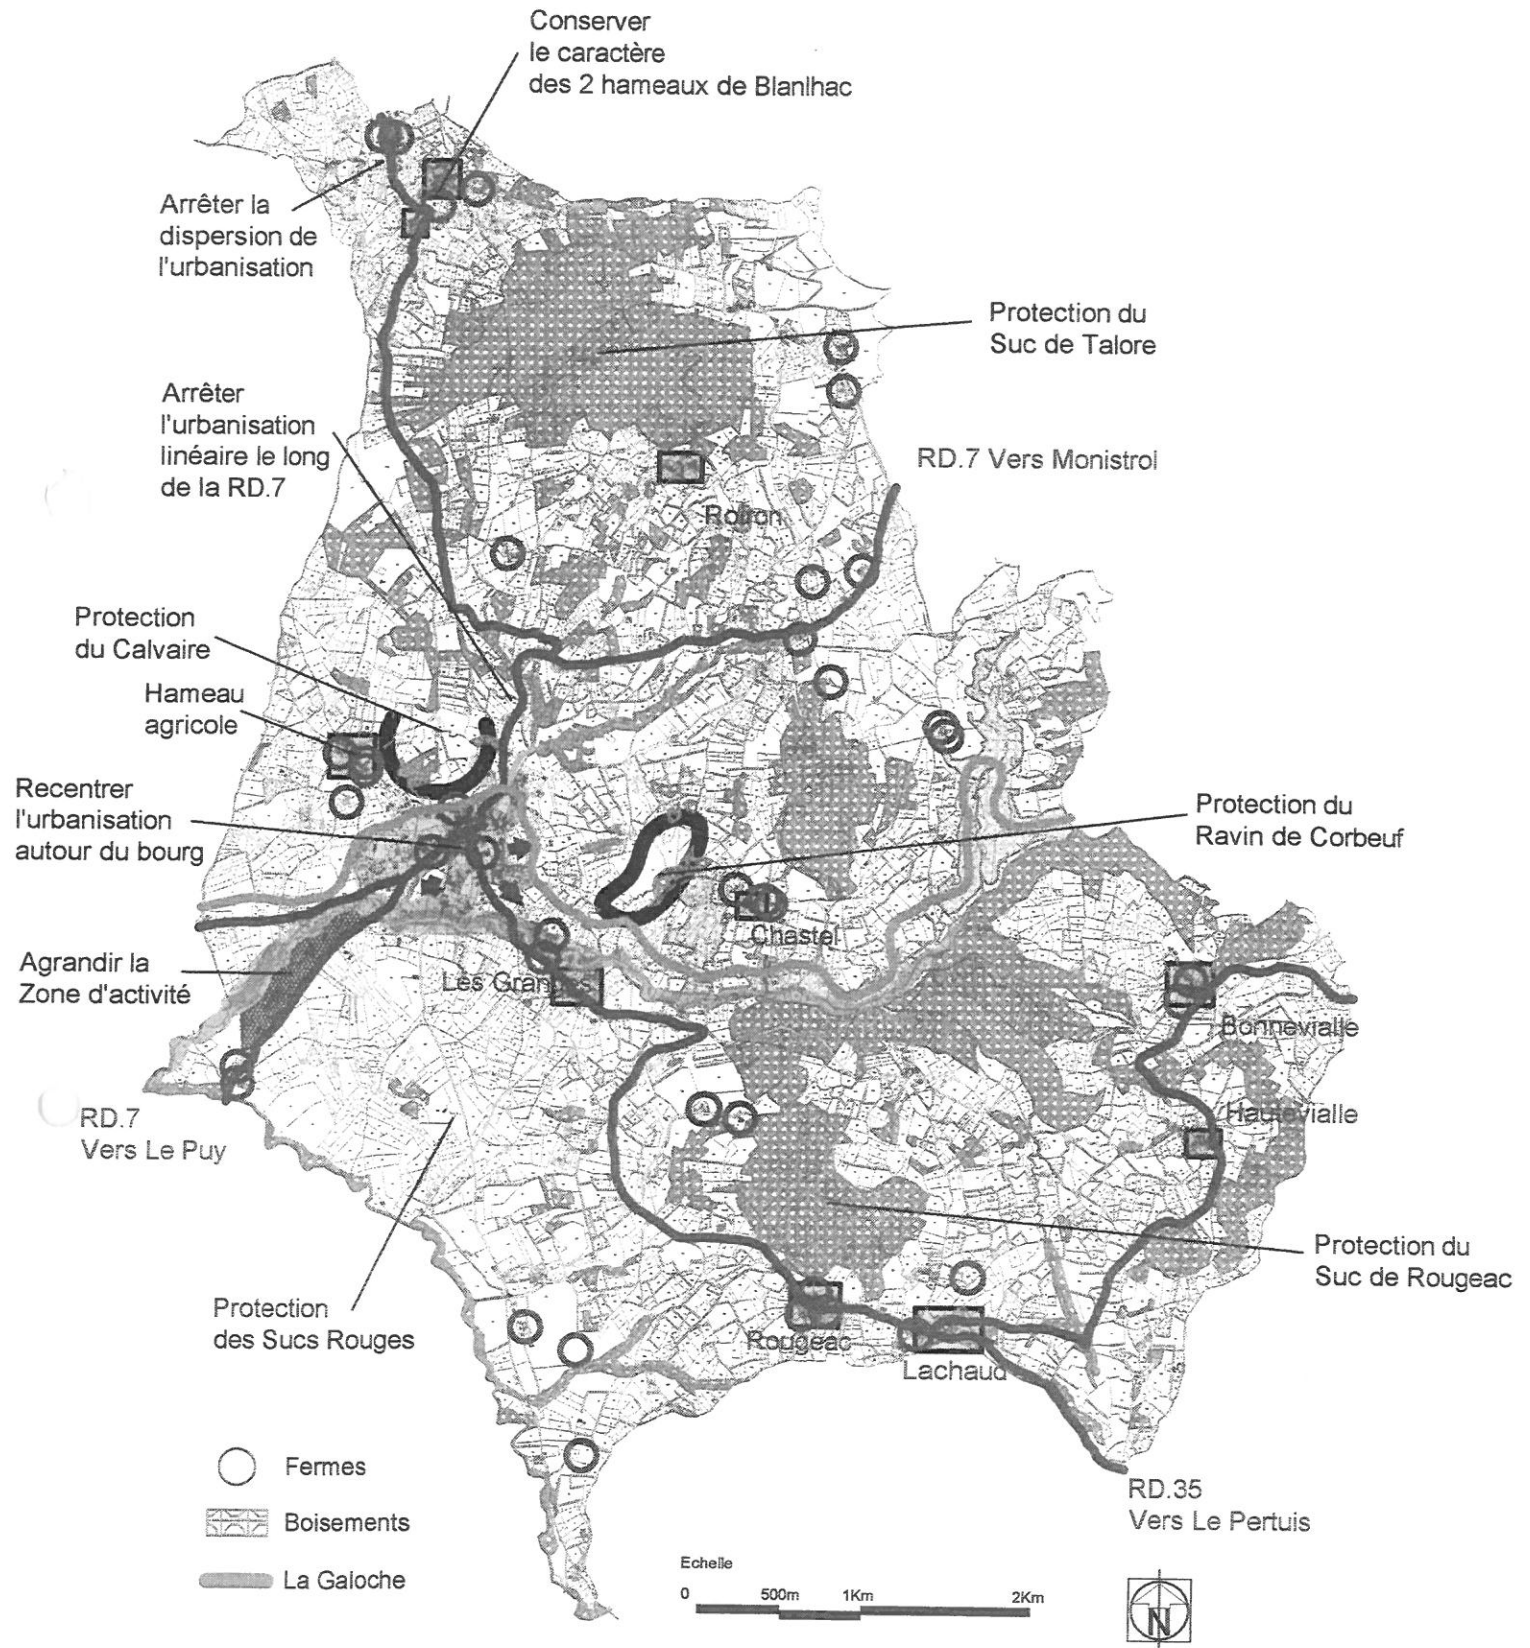 Conserver
le caractère
des 2 hameaux de Blanlhac
Arrêter la
dispersion de
l'urbanisation
Protection du
Suc de Talore
Arrêter
l'urbanisation
linéaire le long
de la RD.7
RD.7 Vers Monistrol
Roiron
Protection
du Calvaire
Hameau
agricole
Recentrer
l'urbanisation
autour du bourg
Protection du
Ravin de Corbeuf
Chastel
Agrandir la
Zone d'activité
Les Granges
Bonnevialle
RD.7
Vers Le Puy
Hautevialle
Protection du
Suc de Rougeac
Protection
des Sucs Rouges
Rougeac
Lachaud
Fermes
Boisements
La Galoche
RD.35
Vers Le Pertuis
Echelle
0 500m 1Km 2Km
N